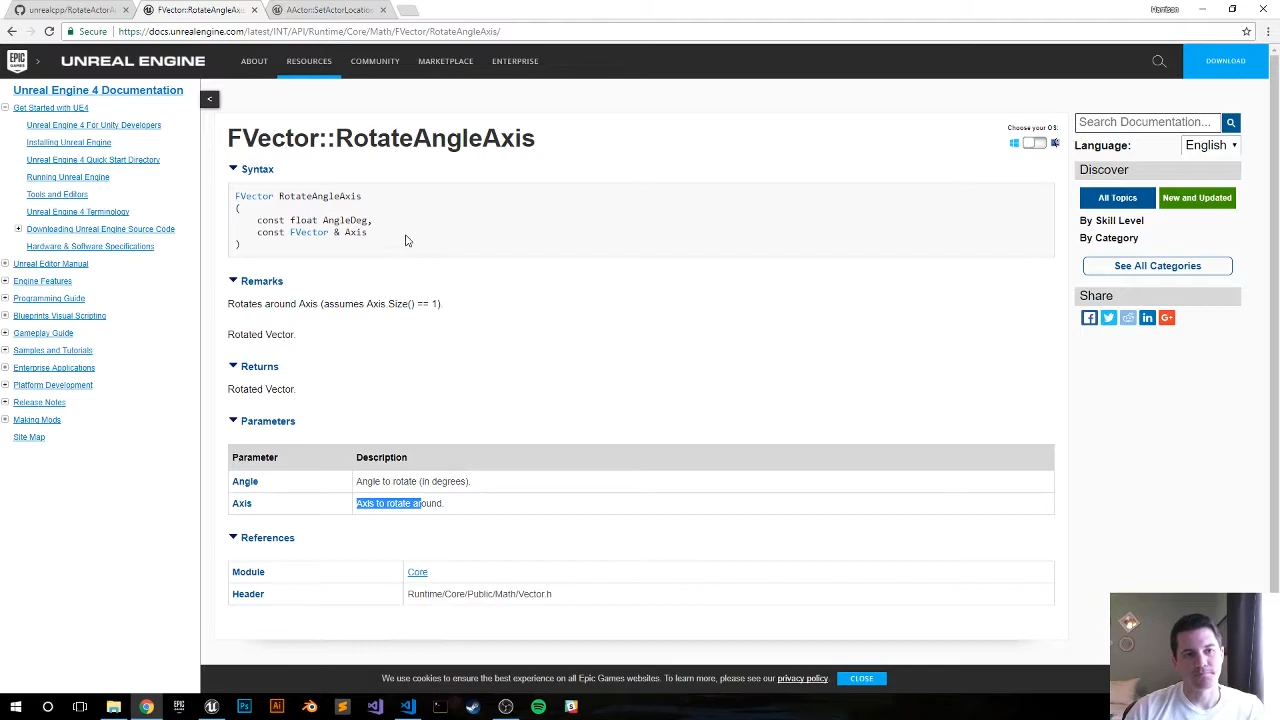 unrealcpp/RotateActorA
FVector::RotateAngleAxis
AActor::SetActorLocation
Harrison
Secure
https://docs.unrealengine.com/latest/INT/API/Runtime/Core/Math/FVector/RotateAngleAxis/
EPIC GAMES
UNREAL ENGINE
ABOUT
RESOURCES
COMMUNITY
MARKETPLACE
ENTERPRISE
DOWNLOAD
Unreal Engine 4 Documentation
Get Started with UE4
Unreal Engine 4 For Unity Developers
Installing Unreal Engine
Unreal Engine 4 Quick Start Directory
Running Unreal Engine
Tools and Editors
Unreal Engine 4 Terminology
Downloading Unreal Engine Source Code
Hardware & Software Specifications
Unreal Editor Manual
Engine Features
Programming Guide
Blueprints Visual Scripting
Gameplay Guide
Samples and Tutorials
Enterprise Applications
Platform Development
Release Notes
Making Mods
Site Map
<
FVector::RotateAngleAxis
Syntax
FVector RotateAngleAxis
(
const float AngleDeg,
const FVector & Axis
)
Remarks
Rotates around Axis (assumes Axis.Size() == 1).
Rotated Vector.
Returns
Rotated Vector.
Parameters
Parameter Description
Angle Angle to rotate (in degrees).
Axis Axis to rotate around.
References
Module Core
Header Runtime/Core/Public/Math/Vector.h
Choose your OS:
Search Documentation...
Language: English
Discover
All Topics
New and Updated
By Skill Level
By Category
See All Categories
Share
We use cookies to ensure the best experience on all Epic Games websites. To learn more, please see our privacy policy.
CLOSE